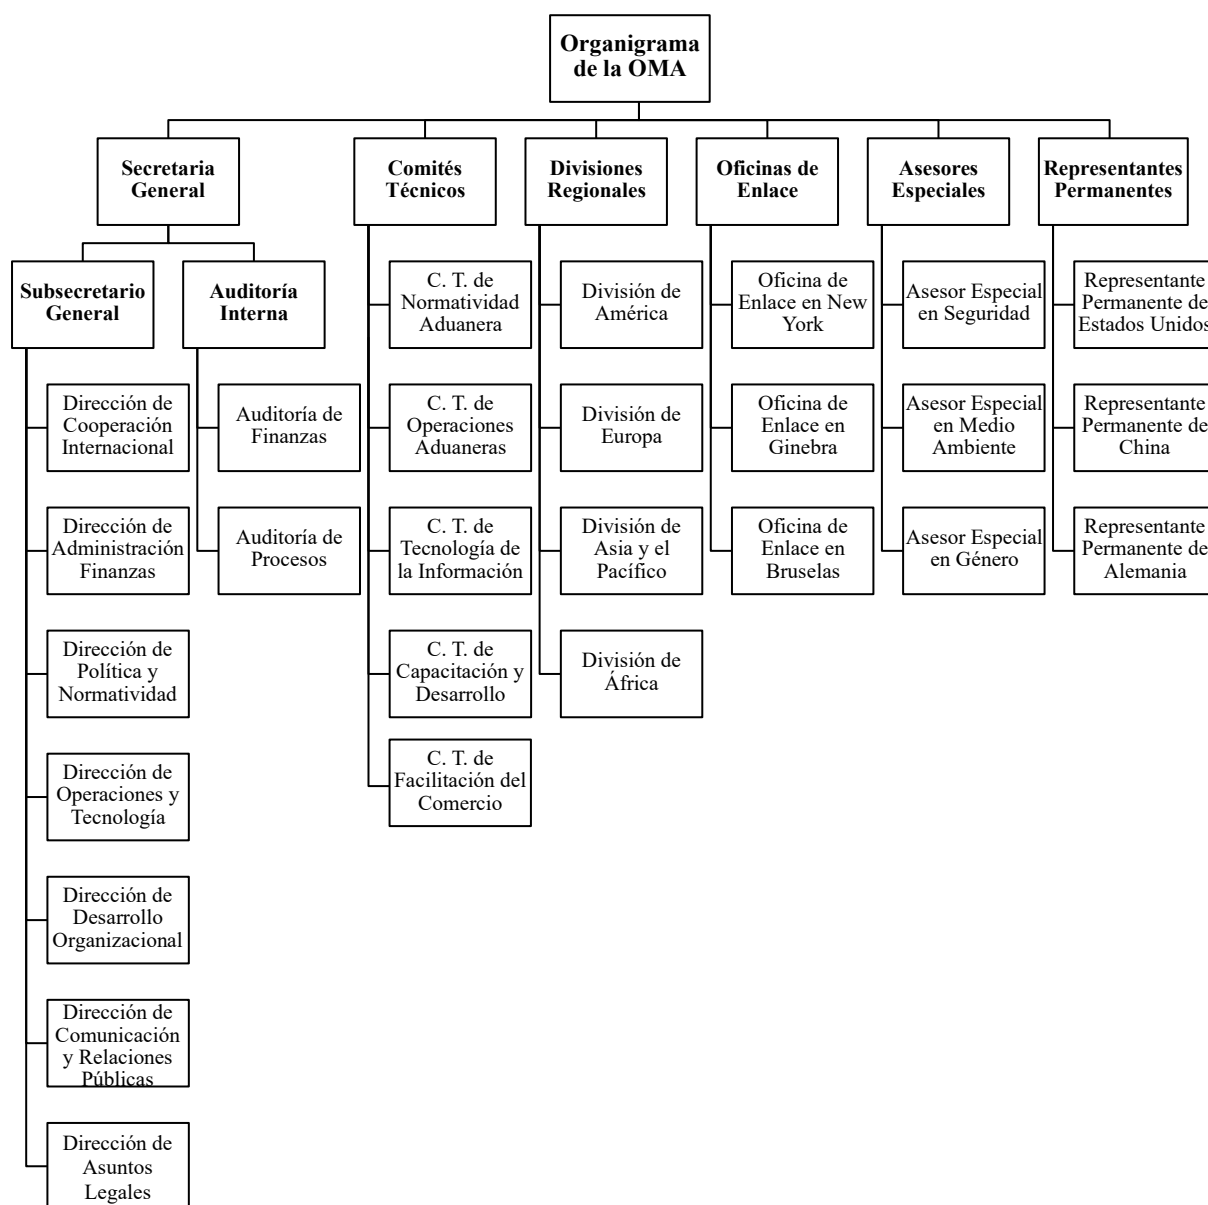 Organigrama
de la OMA
Secretaria
General
Comités
Técnicos
Divisiones
Regionales
Oficinas de
Enlace
Asesores
Especiales
Representantes
Permanentes
Subsecretario
General
Auditoría
Interna
Dirección de
Cooperación
Internacional
Dirección de
Administración
Finanzas
Dirección de
Política y
Normatividad
Dirección de
Operaciones y
Tecnología
Dirección de
Desarrollo
Organizacional
Dirección de
Comunicación
y Relaciones
Públicas
Dirección de
Asuntos
Legales
Auditoría de
Finanzas
Auditoría de
Procesos
C. T. de
Normatividad
Aduanera
C. T. de
Operaciones
Aduaneras
C. T. de
Tecnología de
la Información
C. T. de
Capacitación y
Desarrollo
C. T. de
Facilitación del
Comercio
División de
América
División de
Europa
División de
Asia y el
Pacífico
División de
África
Oficina de
Enlace en New
York
Oficina de
Enlace en
Ginebra
Oficina de
Enlace en
Bruselas
Asesor Especial
en Seguridad
Asesor Especial
en Medio
Ambiente
Asesor Especial
en Género
Representante
Permanente de
Estados Unidos
Representante
Permanente de
China
Representante
Permanente de
Alemania